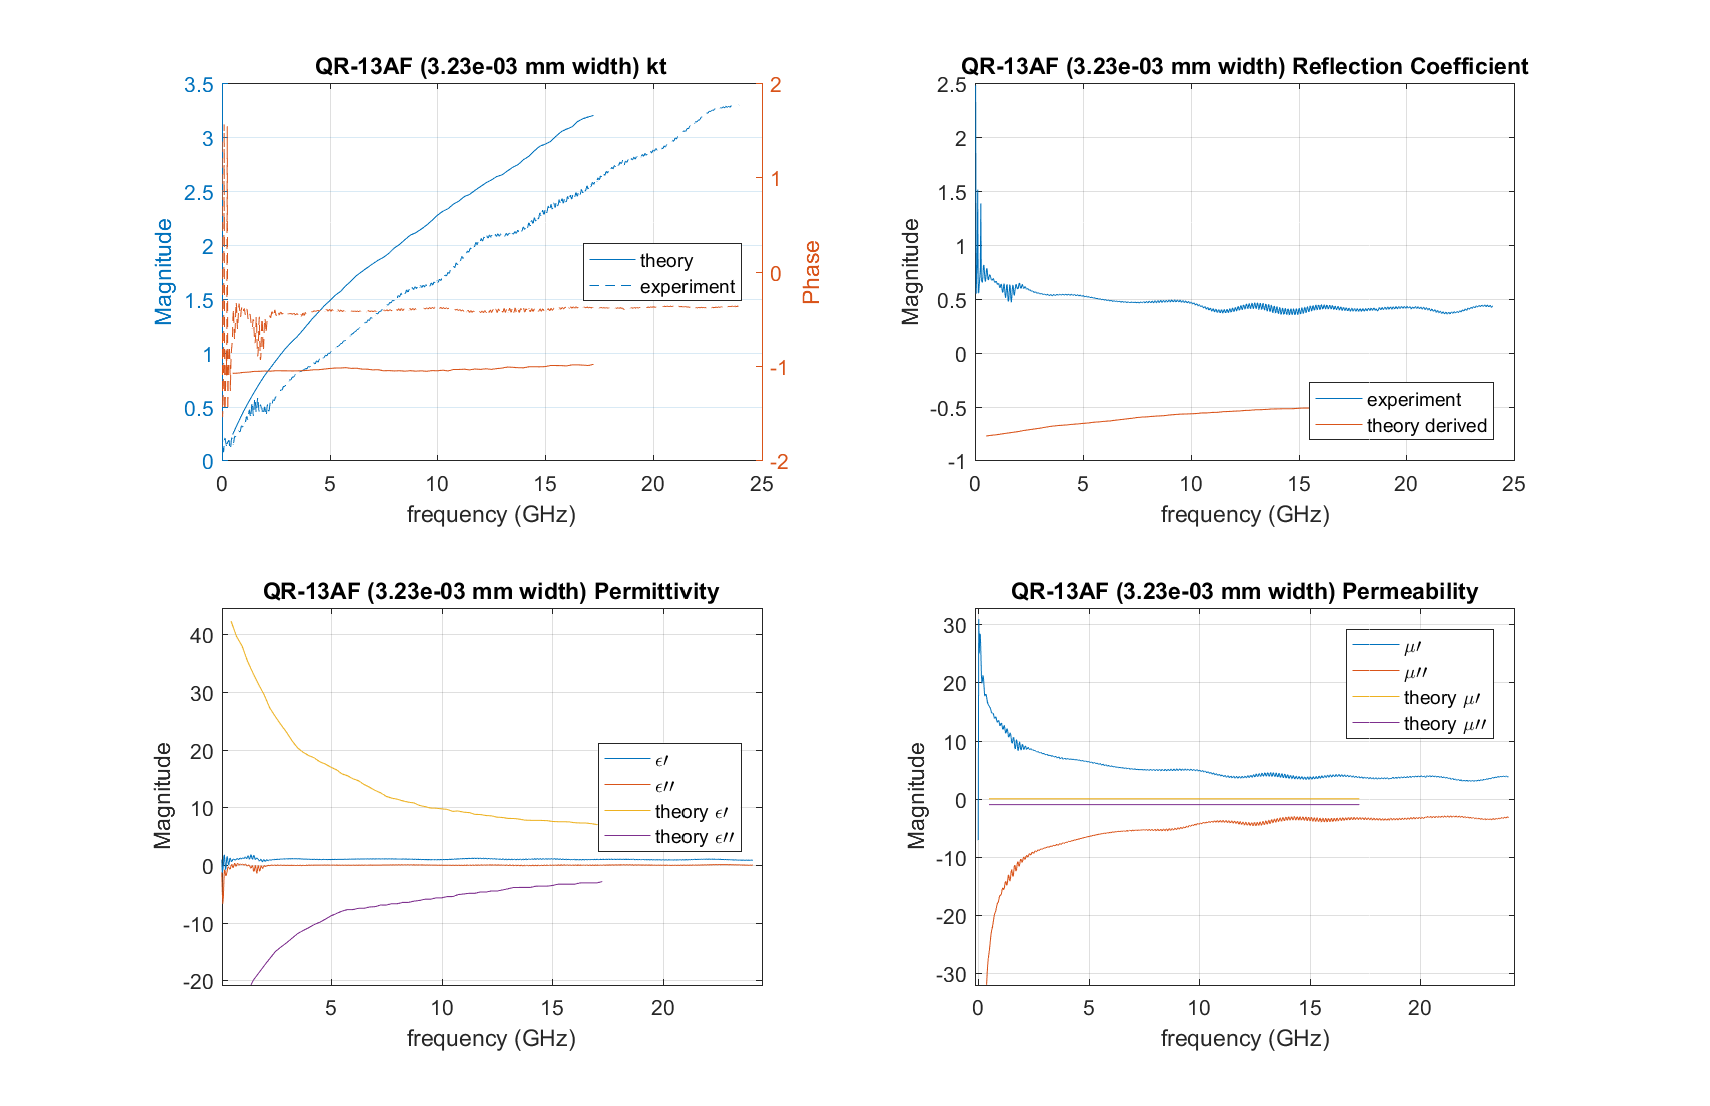 QR-13AF (3.23e-03 mm width) kt
3.5
3
2.5
2
1.5
1
0.5
0
Magnitude
2
1
0
-1
-2
Phase
theory
experiment
0 5 10 15 20 25
frequency (GHz)
QR-13AF (3.23e-03 mm width) Reflection Coefficient
2.5
2
1.5
1
0.5
0
-0.5
-1
Magnitude
experiment
theory derived
0 5 10 15 20 25
frequency (GHz)
QR-13AF (3.23e-03 mm width) Permittivity
40
30
20
10
0
-10
-20
Magnitude
ϵ′
ϵ′′
theory ϵ′
theory ϵ′′
5 10 15 20
frequency (GHz)
QR-13AF (3.23e-03 mm width) Permeability
30
20
10
0
-10
-20
-30
Magnitude
μ′
μ′′
theory μ′
theory μ′′
0 5 10 15 20
frequency (GHz)